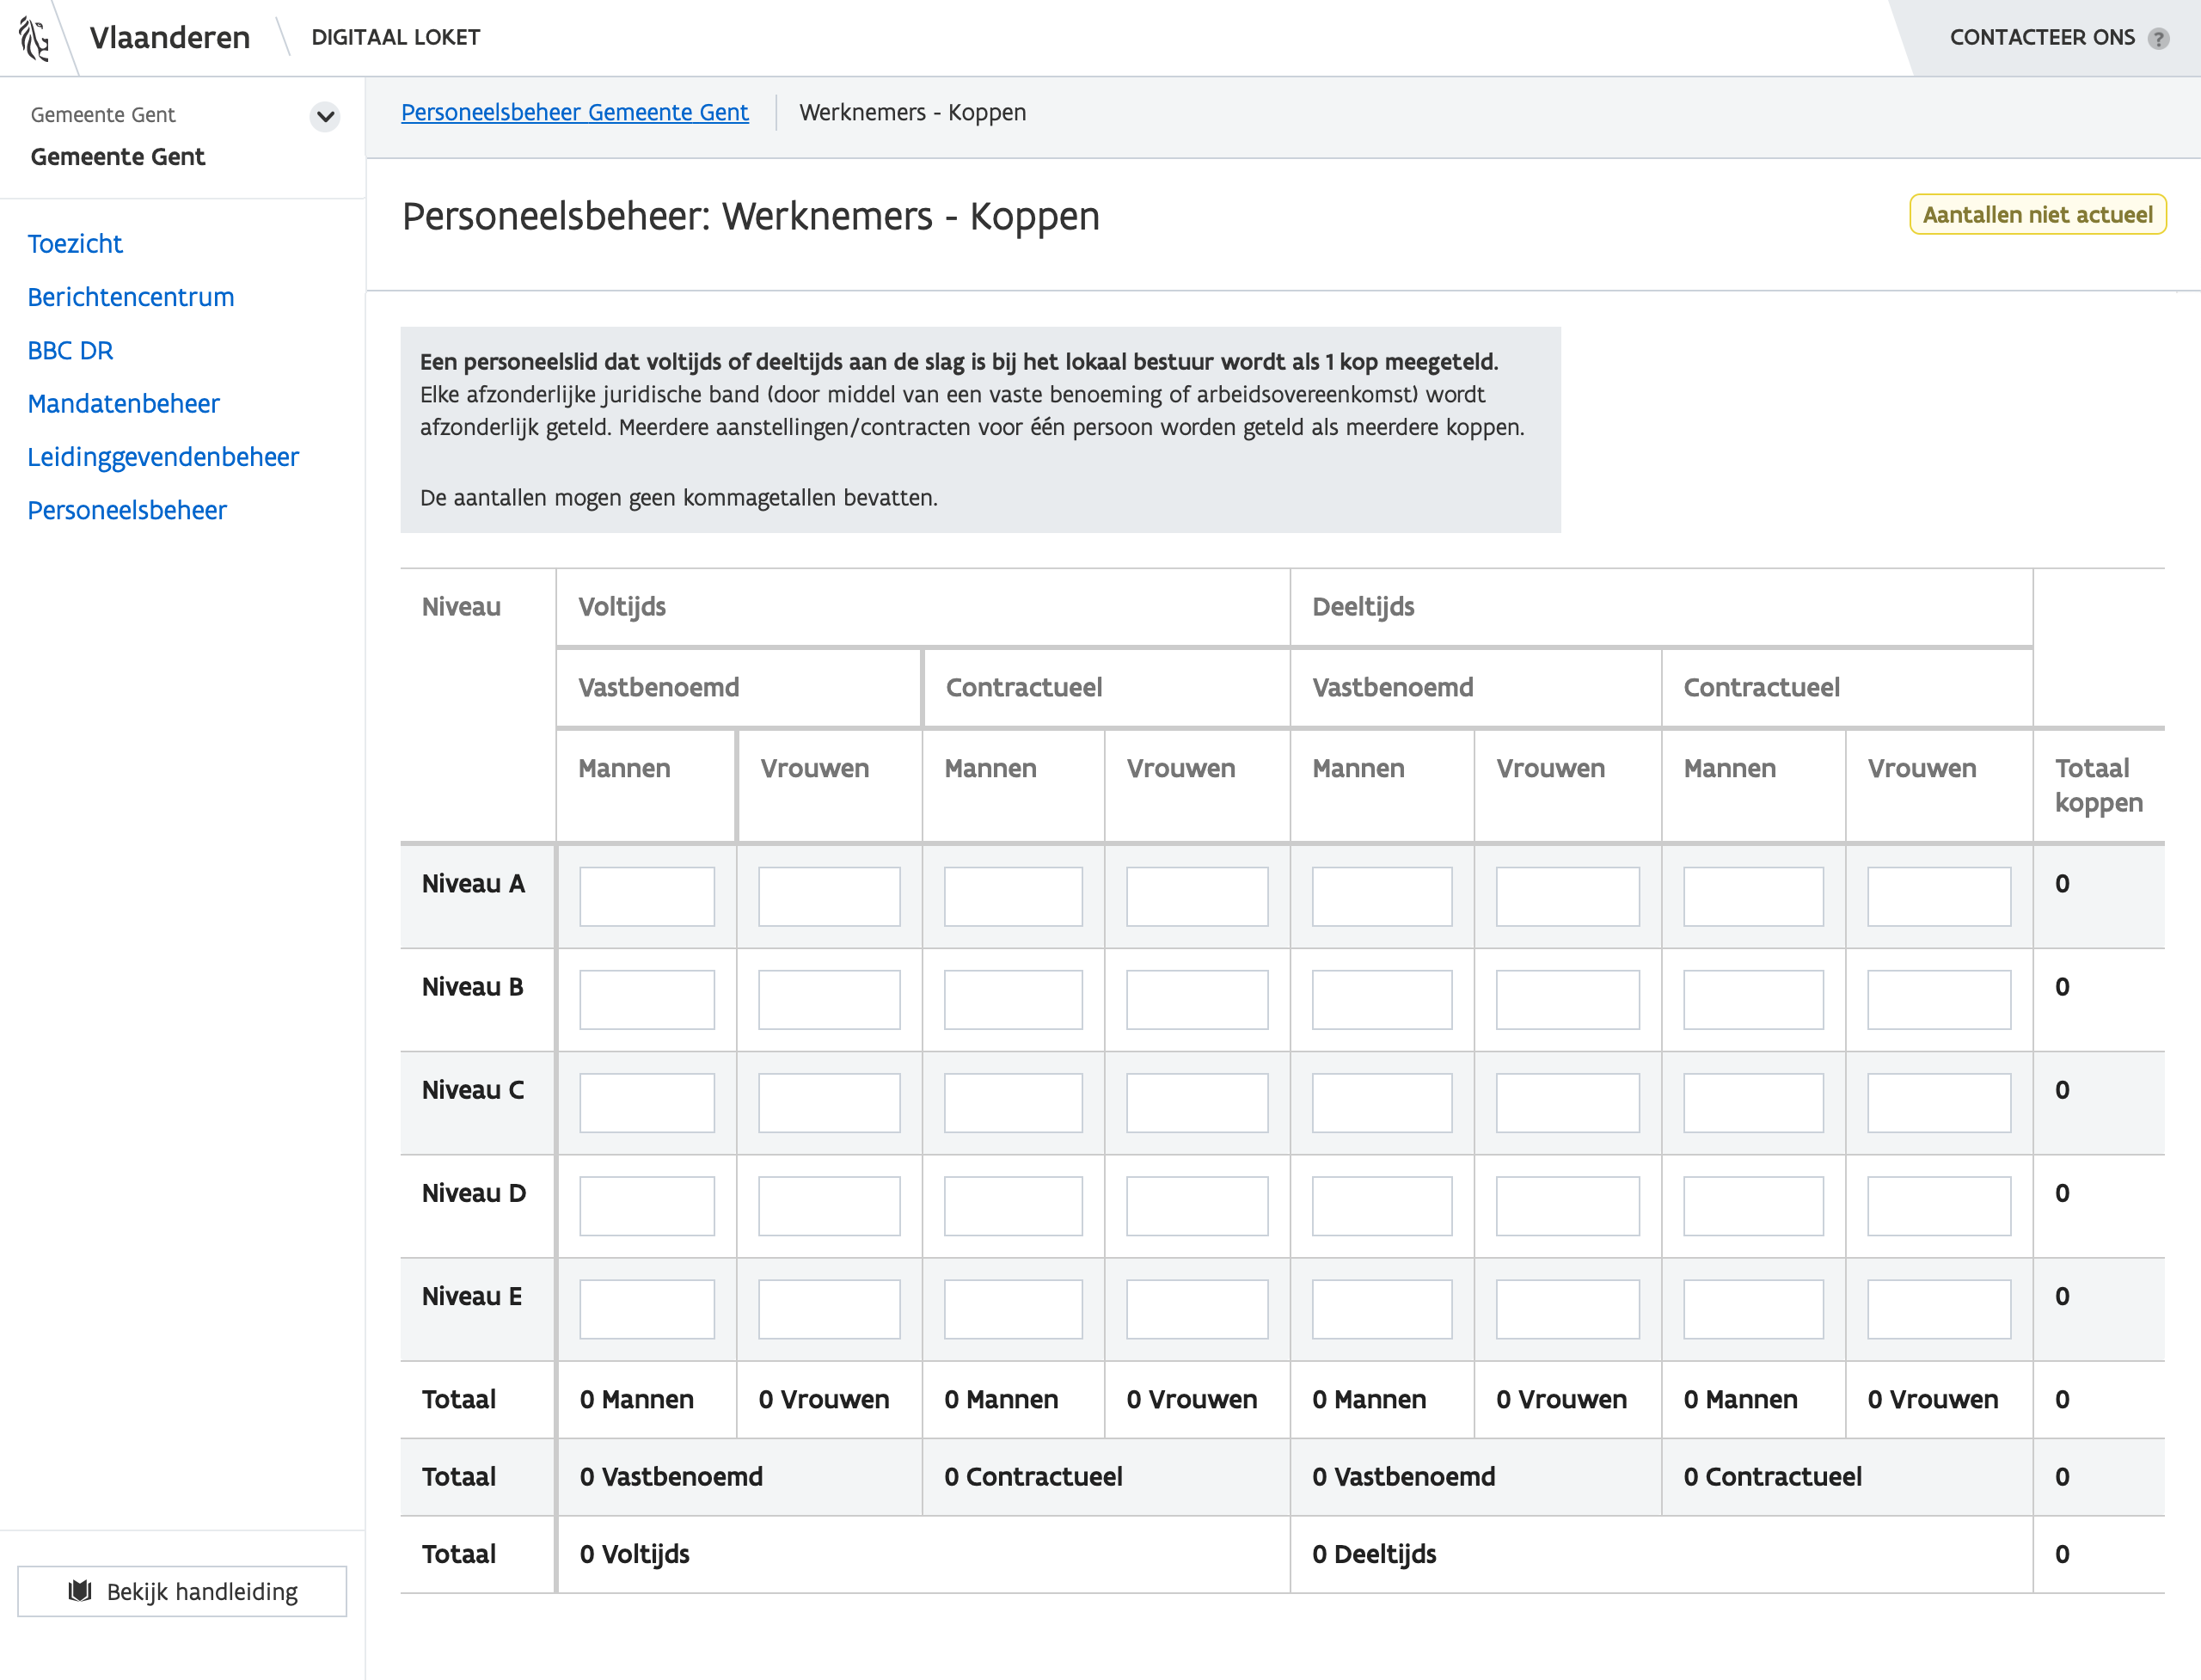 Vlaanderen
DIGITAAL LOKET
CONTACTEER ONS ?
Gemeente Gent
Gemeente Gent
Toezicht
Berichtencentrum
BBC DR
Mandatenbeheer
Leidinggevendenbeheer
Personeelsbeheer
Bekijk handleiding
Personeelsbeheer Gemeente Gent
Werknemers - Koppen
Personeelsbeheer: Werknemers - Koppen
Aantallen niet actueel
Een personeelslid dat voltijds of deeltijds aan de slag is bij het lokaal bestuur wordt als 1 kop meegeteld.
Elke afzonderlijke juridische band (door middel van een vaste benoeming of arbeidsovereenkomst) wordt
afzonderlijk geteld. Meerdere aanstellingen/contracten voor één persoon worden geteld als meerdere koppen.
De aantallen mogen geen kommagetallen bevatten.
Niveau Voltijds Deeltijds
Vastbenoemd Contractueel Vastbenoemd Contractueel
Mannen Vrouwen Mannen Vrouwen Mannen Vrouwen Mannen Vrouwen Totaal
koppen
Niveau A 0
Niveau B 0
Niveau C 0
Niveau D 0
Niveau E 0
Totaal 0 Mannen 0 Vrouwen 0 Mannen 0 Vrouwen 0 Mannen 0 Vrouwen 0 Mannen 0 Vrouwen 0
Totaal 0 Vastbenoemd 0 Contractueel 0 Vastbenoemd 0 Contractueel 0
Totaal 0 Voltijds 0 Deeltijds 0